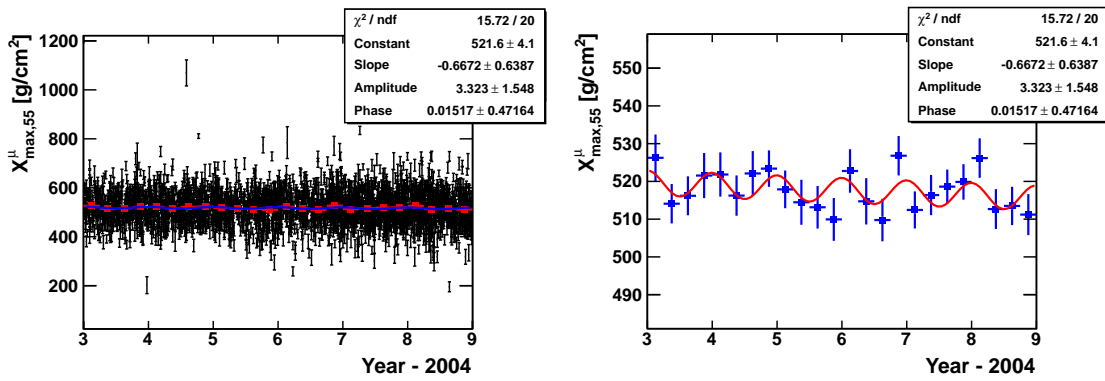 χ² / ndf 15.72 / 20
Constant 521.6 ± 4.1
Slope -0.6672 ± 0.6387
Amplitude 3.323 ± 1.548
Phase 0.01517 ± 0.47164
X^μ_max,55 [g/cm²]
1200
1000
800
600
400
200
3 4 5 6 7 8 9
Year - 2004
χ² / ndf 15.72 / 20
Constant 521.6 ± 4.1
Slope -0.6672 ± 0.6387
Amplitude 3.323 ± 1.548
Phase 0.01517 ± 0.47164
X^μ_max,55 [g/cm²]
550
540
530
520
510
500
490
3 4 5 6 7 8 9
Year - 2004